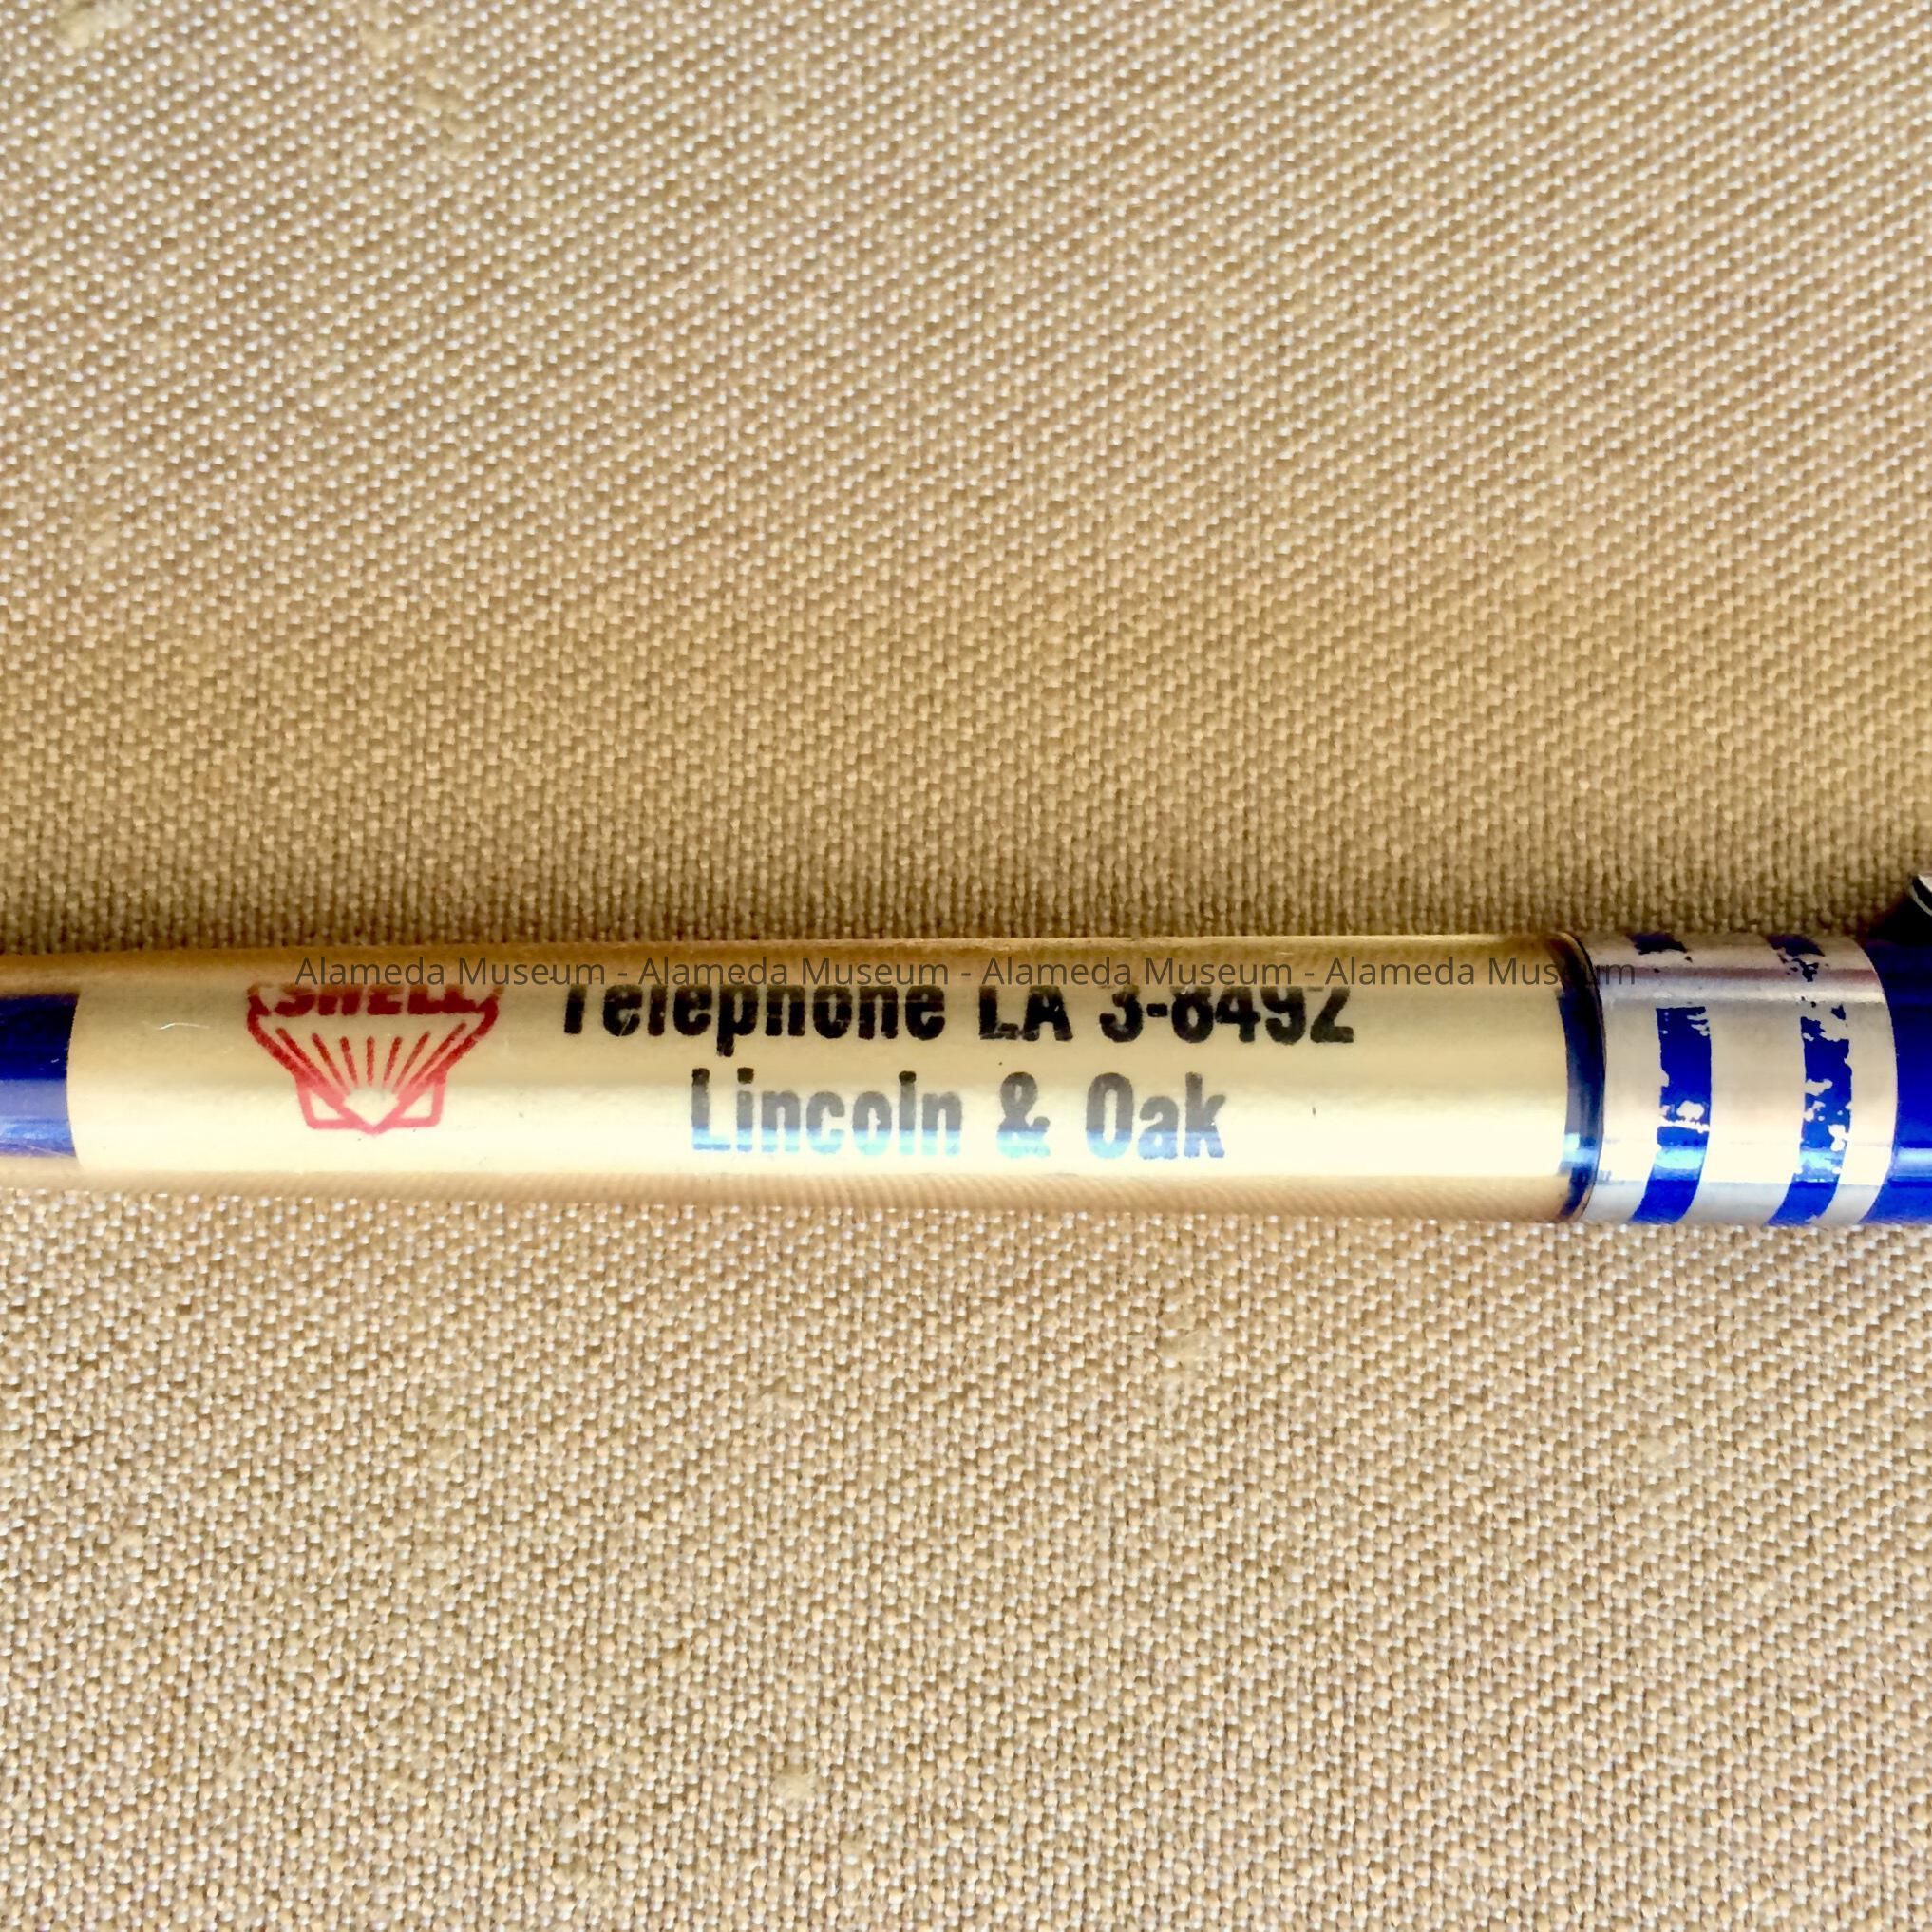 Alameda Museum - Alameda Museum - Alameda Museum - Alameda Museum
SHELL
Telephone LA 3-8492
Lincoln & Oak